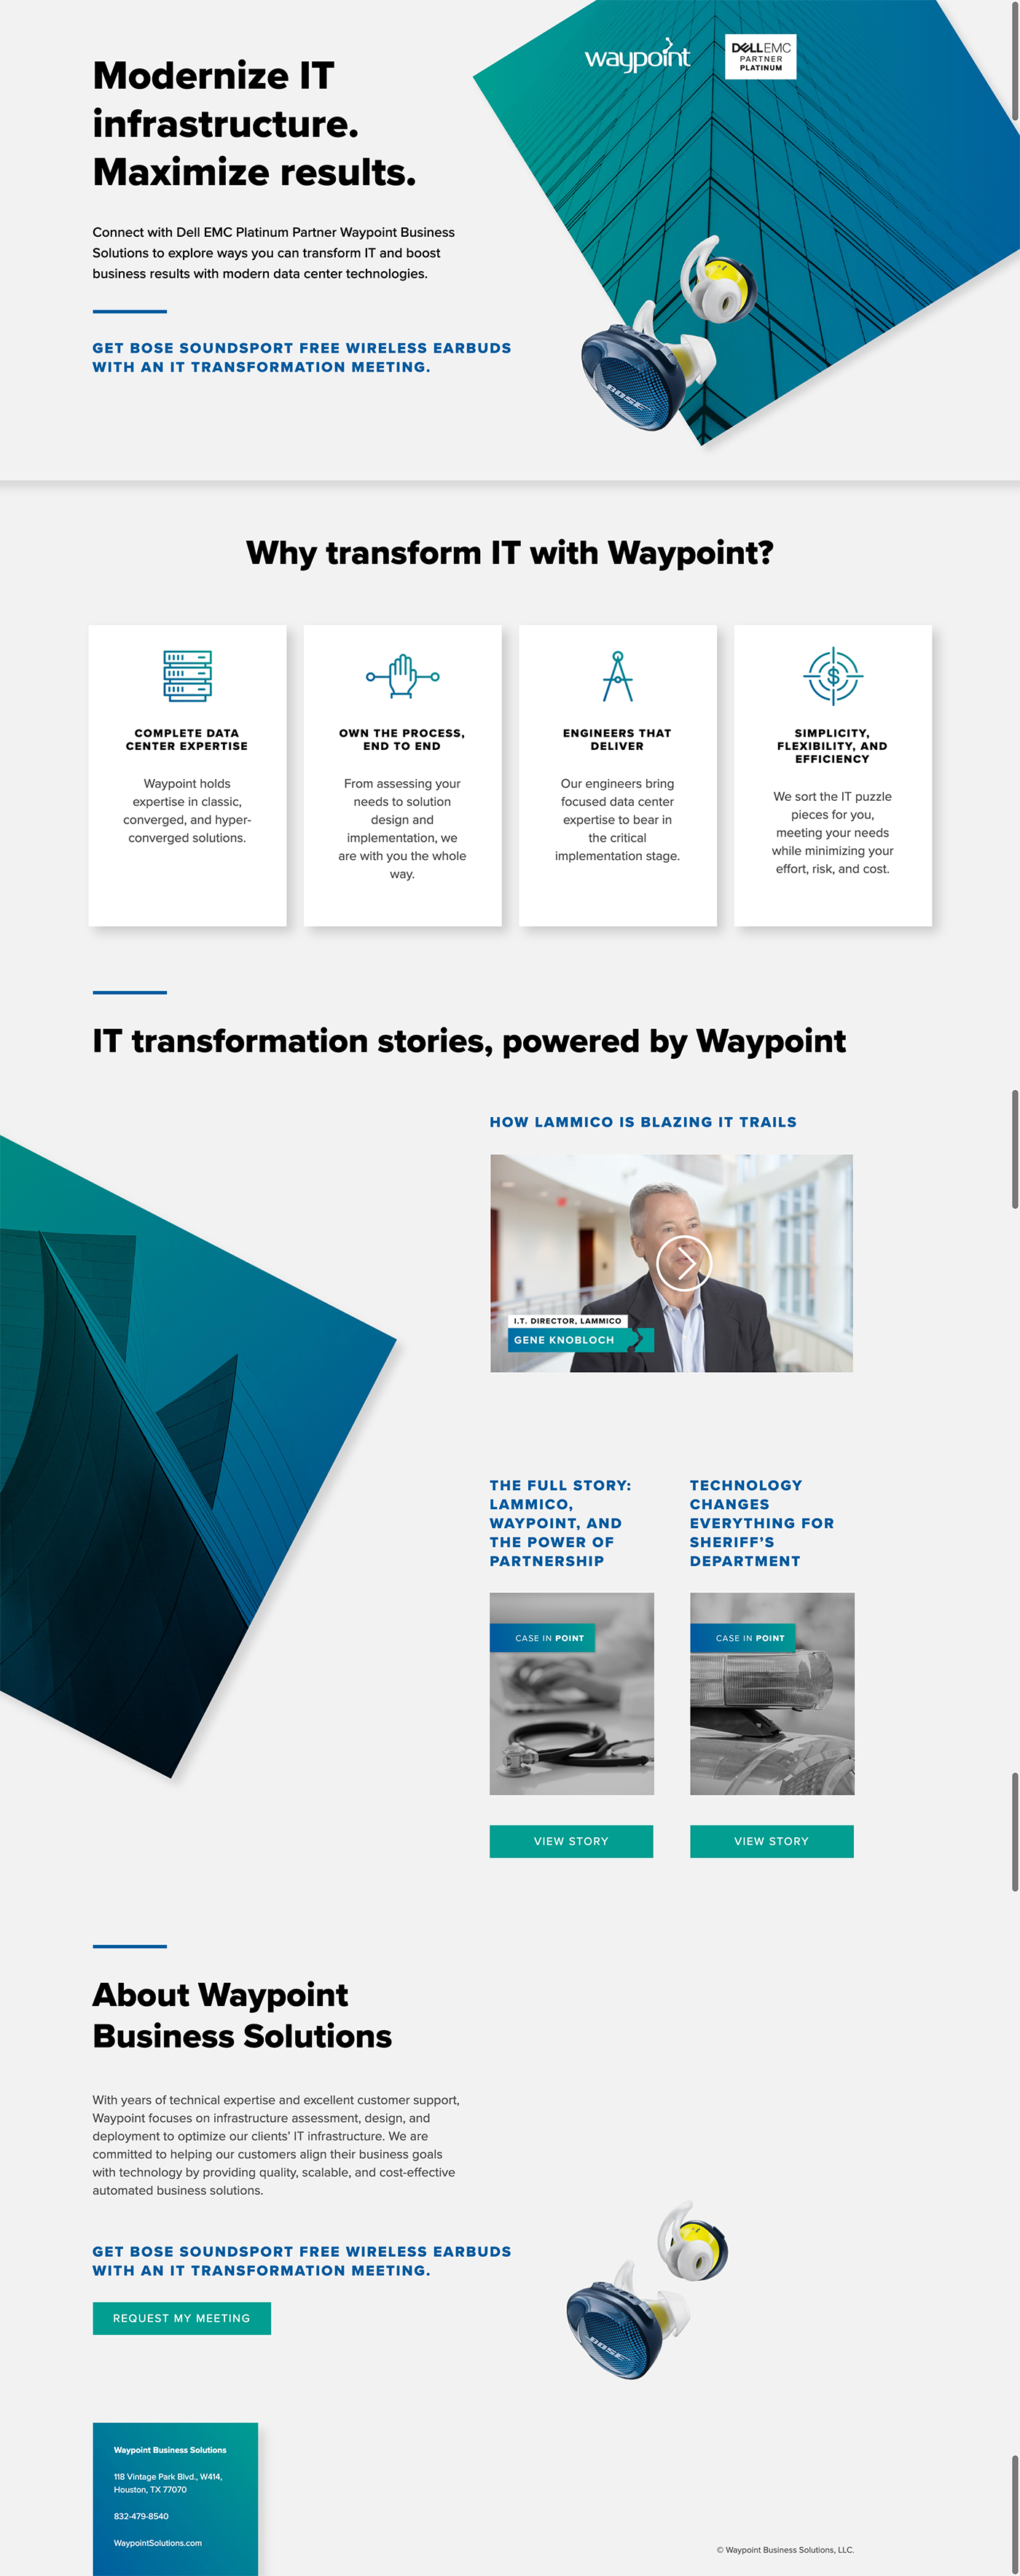 Modernize IT
infrastructure.
Maximize results.
waypoint
DELLEMC
PARTNER
PLATINUM
Connect with Dell EMC Platinum Partner Waypoint Business
Solutions to explore ways you can transform IT and boost
business results with modern data center technologies.
GET BOSE SOUNDSPORT FREE WIRELESS EARBUDS
WITH AN IT TRANSFORMATION MEETING.
BOSE
Why transform IT with Waypoint?
COMPLETE DATA
CENTER EXPERTISE
Waypoint holds
expertise in classic,
converged, and hyper-
converged solutions.
OWN THE PROCESS,
END TO END
From assessing your
needs to solution
design and
implementation, we
are with you the whole
way.
ENGINEERS THAT
DELIVER
Our engineers bring
focused data center
expertise to bear in
the critical
implementation stage.
$
SIMPLICITY,
FLEXIBILITY, AND
EFFICIENCY
We sort the IT puzzle
pieces for you,
meeting your needs
while minimizing your
effort, risk, and cost.
IT transformation stories, powered by Waypoint
HOW LAMMICO IS BLAZING IT TRAILS
I.T. DIRECTOR, LAMMICO
GENE KNOBLOCH
THE FULL STORY:
LAMMICO,
WAYPOINT, AND
THE POWER OF
PARTNERSHIP
CASE IN POINT
VIEW STORY
TECHNOLOGY
CHANGES
EVERYTHING FOR
SHERIFF'S
DEPARTMENT
CASE IN POINT
VIEW STORY
About Waypoint
Business Solutions
With years of technical expertise and excellent customer support,
Waypoint focuses on infrastructure assessment, design, and
deployment to optimize our clients' IT infrastructure. We are
committed to helping our customers align their business goals
with technology by providing quality, scalable, and cost-effective
automated business solutions.
GET BOSE SOUNDSPORT FREE WIRELESS EARBUDS
WITH AN IT TRANSFORMATION MEETING.
REQUEST MY MEETING
BOSE
Waypoint Business Solutions
118 Vintage Park Blvd., W414,
Houston, TX 77070
832-479-8540
WaypointSolutions.com
© Waypoint Business Solutions, LLC.